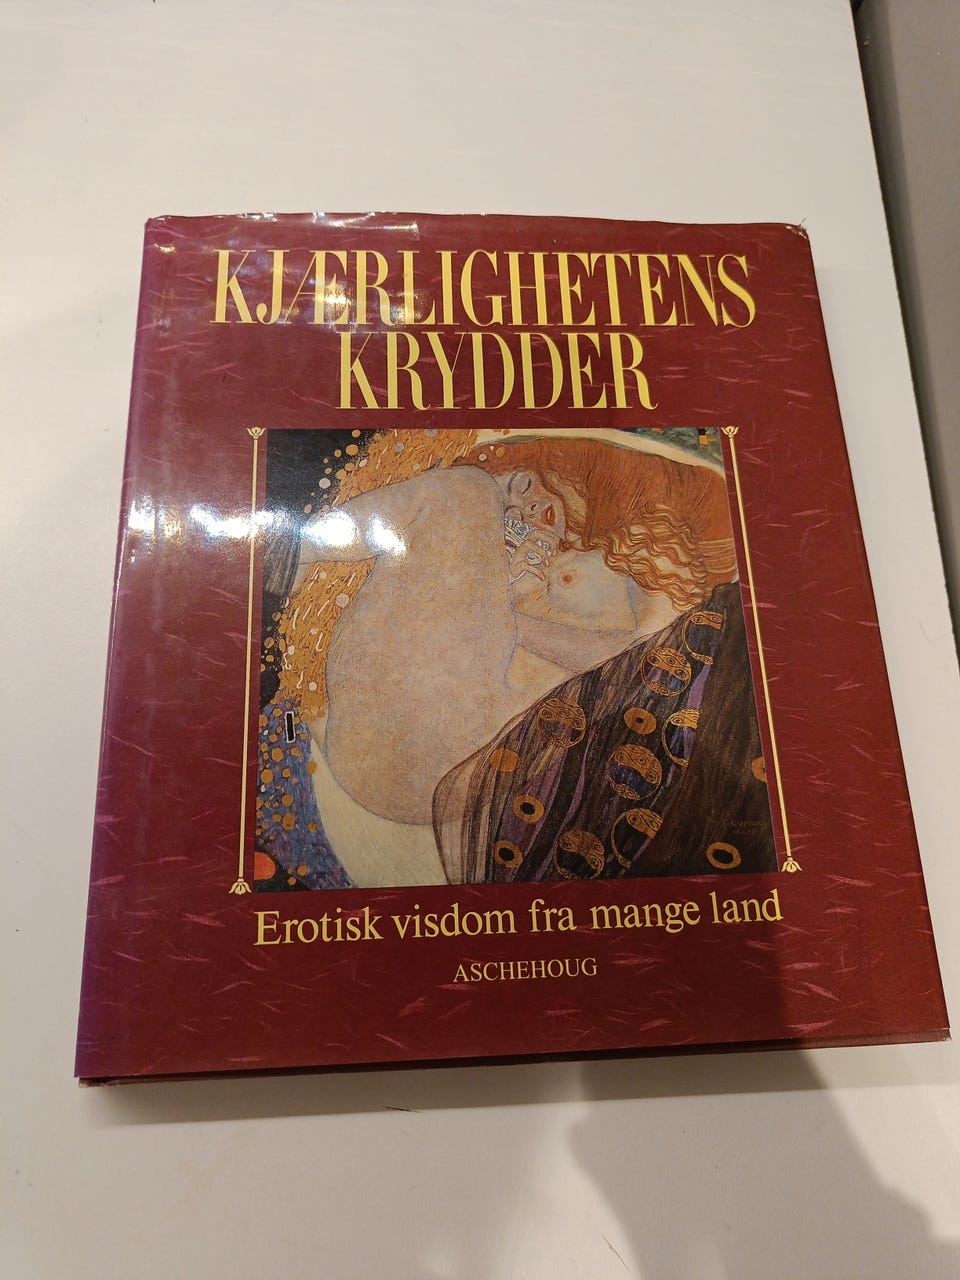 KJÆRLIGHETENS
KRYDDER
Erotisk visdom fra mange land
ASCHEHOUG